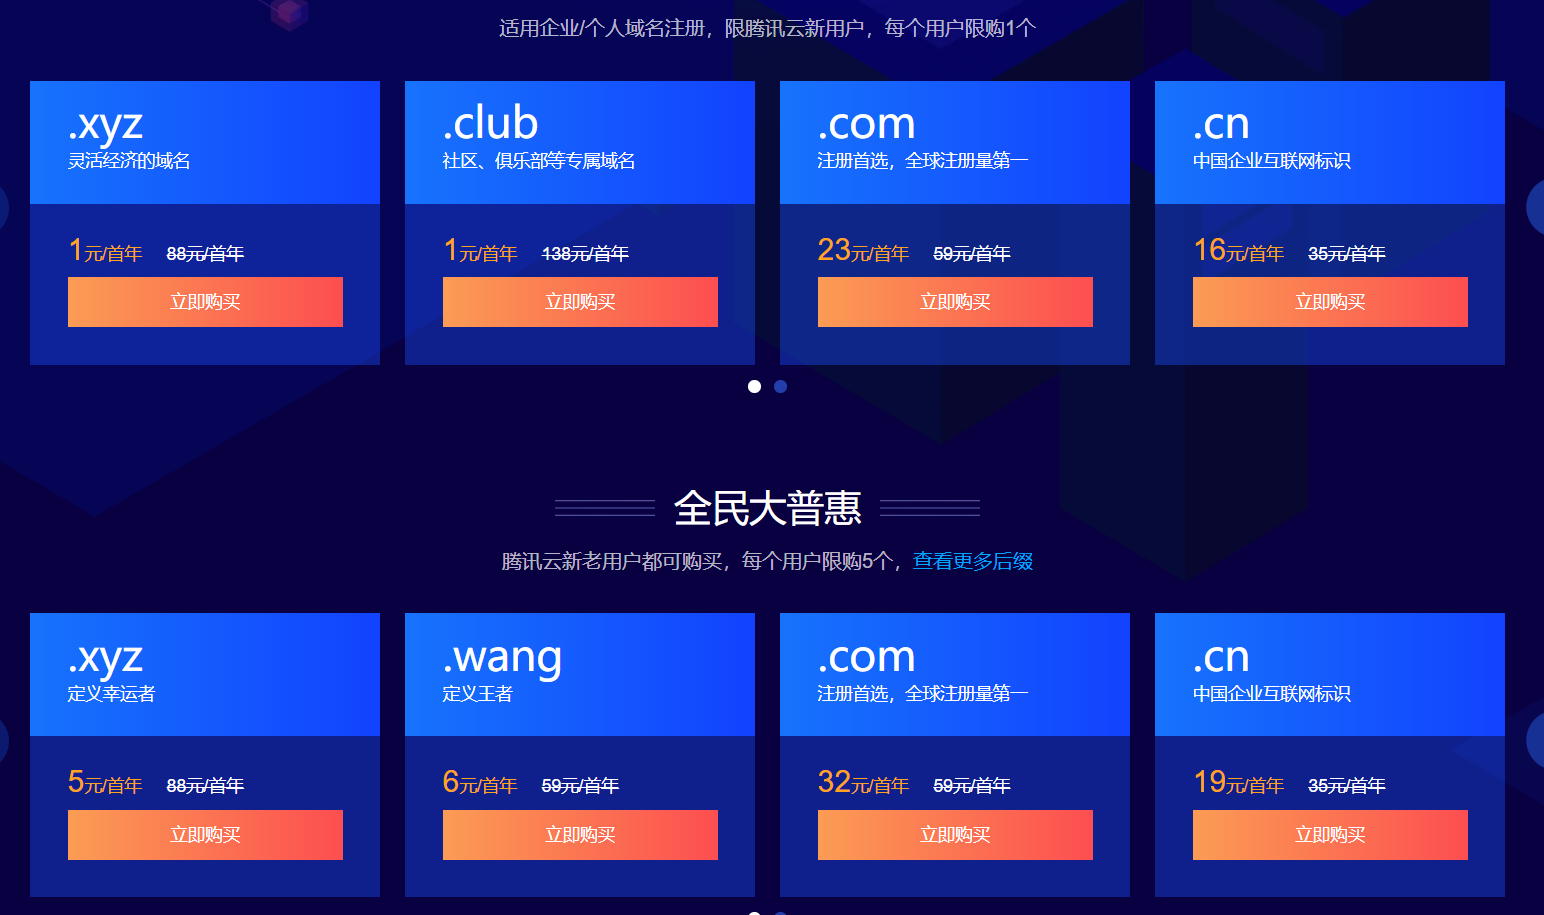 适用企业/个人域名注册，限腾讯云新用户，每个用户限购1个
.xyz
灵活经济的域名
1元/首年 88元/首年
立即购买
.club
社区、俱乐部等专属域名
1元/首年 138元/首年
立即购买
.com
注册首选，全球注册量第一
23元/首年 59元/首年
立即购买
.cn
中国企业互联网标识
16元/首年 35元/首年
立即购买
全民大普惠
腾讯云新老用户都可购买，每个用户限购5个，查看更多后缀
.xyz
定义幸运者
5元/首年 88元/首年
立即购买
.wang
定义王者
6元/首年 59元/首年
立即购买
.com
注册首选，全球注册量第一
32元/首年 59元/首年
立即购买
.cn
中国企业互联网标识
19元/首年 35元/首年
立即购买